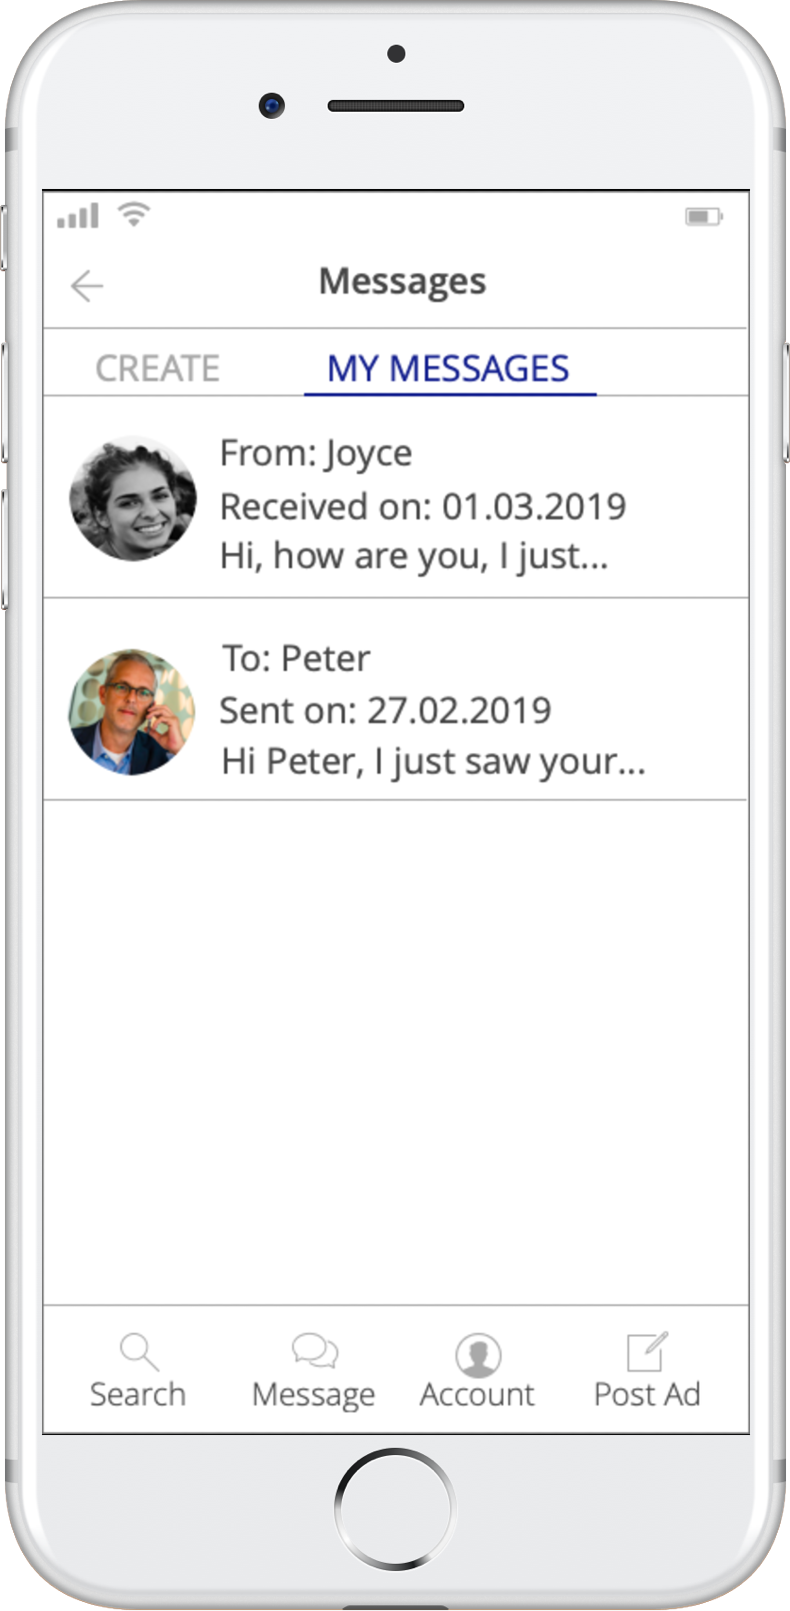 Messages
CREATE
MY MESSAGES
From: Joyce
Received on: 01.03.2019
Hi, how are you, I just...
To: Peter
Sent on: 27.02.2019
Hi Peter, I just saw your...
Search
Message
Account
Post Ad